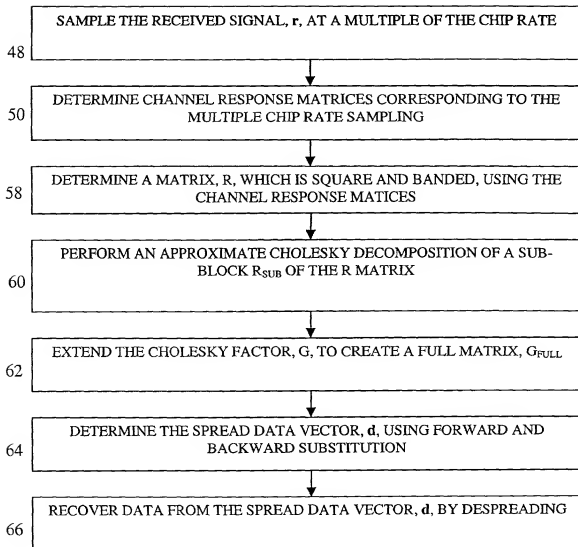 SAMPLE THE RECEIVED SIGNAL, r, AT A MULTIPLE OF THE CHIP RATE
48
DETERMINE CHANNEL RESPONSE MATRICES CORRESPONDING TO THE
MULTIPLE CHIP RATE SAMPLING
50
DETERMINE A MATRIX, R, WHICH IS SQUARE AND BANDED, USING THE
CHANNEL RESPONSE MATICES
58
PERFORM AN APPROXIMATE CHOLESKY DECOMPOSITION OF A SUB-
BLOCK RSUB OF THE R MATRIX
60
EXTEND THE CHOLESKY FACTOR, G, TO CREATE A FULL MATRIX, GFULL
62
DETERMINE THE SPREAD DATA VECTOR, d, USING FORWARD AND
BACKWARD SUBSTITUTION
64
RECOVER DATA FROM THE SPREAD DATA VECTOR, d, BY DESPREADING
66